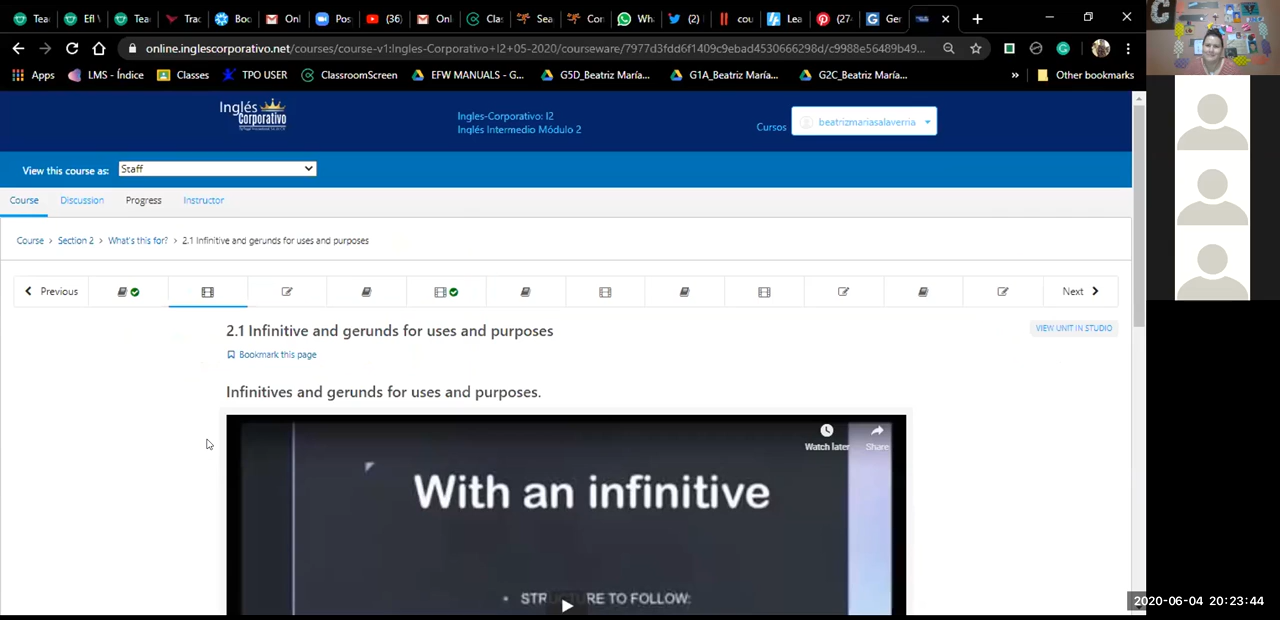 Tea
Efl V
Tea
Trac
Boo
Onl
Pos
(36)
Onl
Clas
Sea
Cor
Wha
(2)
cou
Lea
(27
Ger
online.inglescorporativo.net/courses/course-v1:Ingles-Corporativo+I2+05-2020/courseware/7977d3fdd6f1409c9ebad4530666298d/c9988e56489b49...
Apps
LMS - Índice
Classes
TPO USER
ClassroomScreen
EFW MANUALS - G...
G5D_Beatriz María...
G1A_Beatriz María...
G2C_Beatriz María...
»
Other bookmarks
Inglés
Corporativo
Ingles-Corporativo: I2
Inglés Intermedio Módulo 2
Cursos
beatrizmariasalaverria
View this course as:
Staff
Course
Discussion
Progress
Instructor
Course > Section 2 > What's this for? > 2.1 Infinitive and gerunds for uses and purposes
Previous
Next
2.1 Infinitive and gerunds for uses and purposes
VIEW UNIT IN STUDIO
Bookmark this page
Infinitives and gerunds for uses and purposes.
Watch later
Share
With an infinitive
• STRUCTURE TO FOLLOW:
2020-06-04 20:23:44